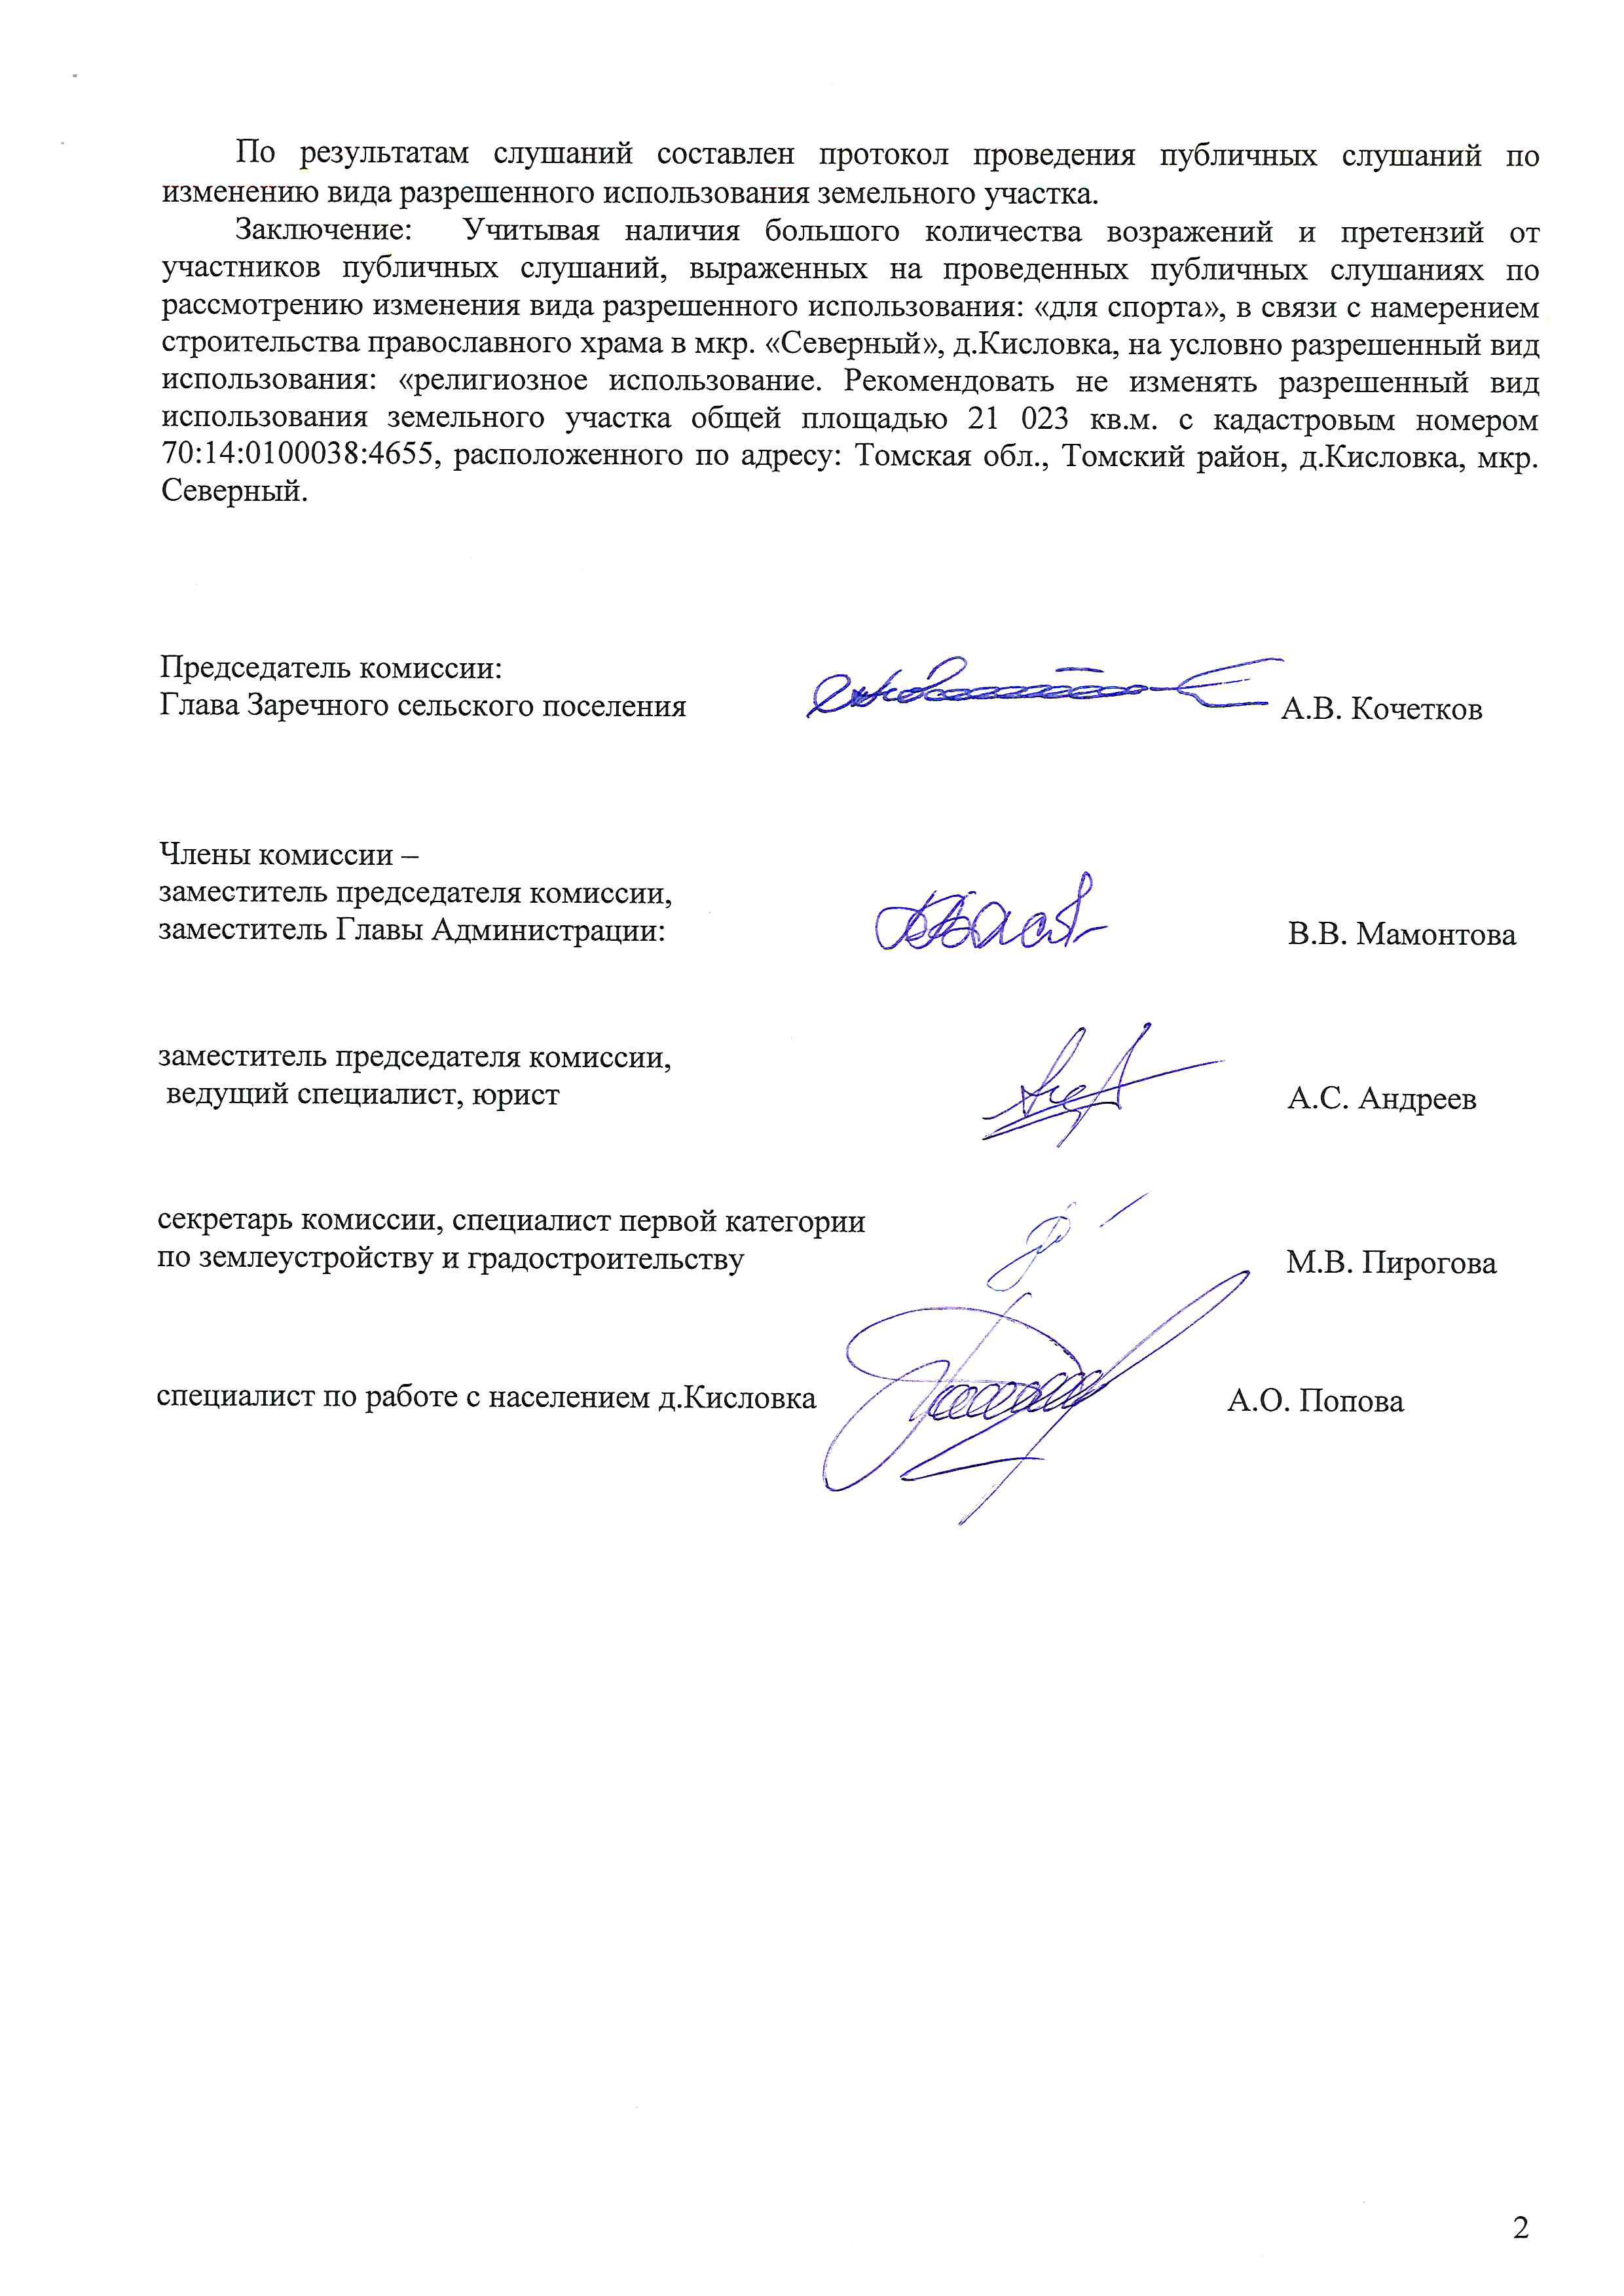 По результатам слушаний составлен протокол проведения публичных слушаний по
изменению вида разрешенного использования земельного участка.
Заключение: Учитывая наличия большого количества возражений и претензий от
участников публичных слушаний, выраженных на проведенных публичных слушаниях по
рассмотрению изменения вида разрешенного использования: «для спорта», в связи с намерением
строительства православного храма в мкр. «Северный», д.Кисловка, на условно разрешенный вид
использования: «религиозное использование. Рекомендовать не изменять разрешенный вид
использования земельного участка общей площадью 21 023 кв.м. с кадастровым номером
70:14:0100038:4655, расположенного по адресу: Томская обл., Томский район, д.Кисловка, мкр.
Северный.
Председатель комиссии:
Глава Заречного сельского поселения А.В. Кочетков
Члены комиссии –
заместитель председателя комиссии,
заместитель Главы Администрации: В.В. Мамонтова
заместитель председателя комиссии,
ведущий специалист, юрист А.С. Андреев
секретарь комиссии, специалист первой категории
по землеустройству и градостроительству М.В. Пирогова
специалист по работе с населением д.Кисловка А.О. Попова
2